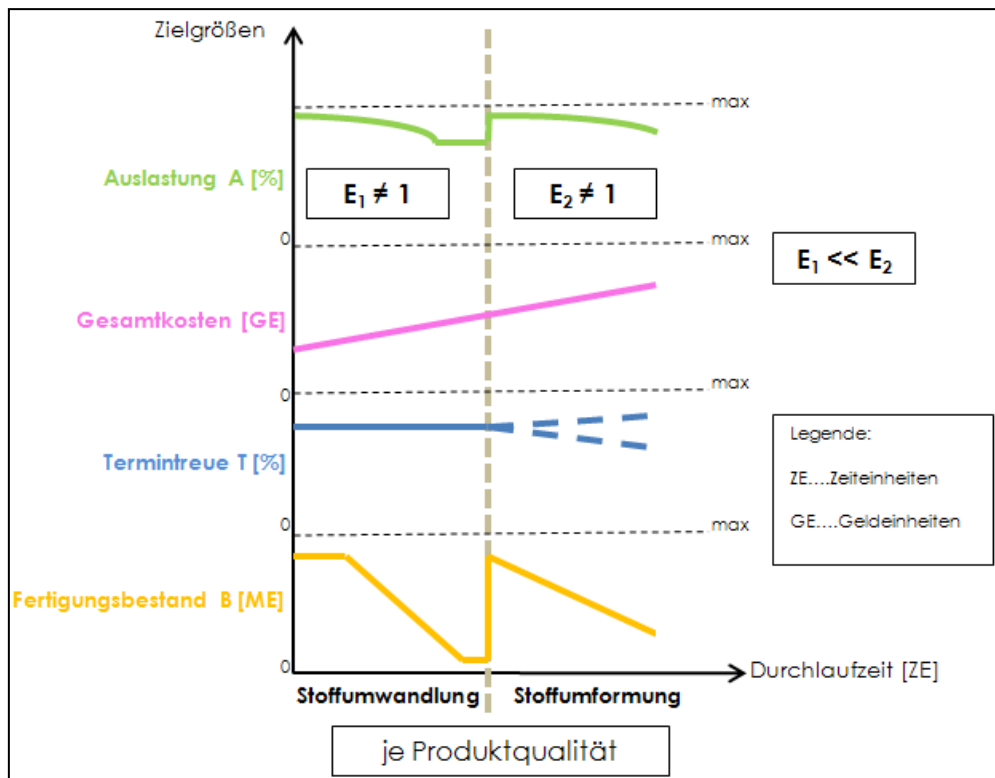 Zielgrößen
max
Auslastung A [%]
E₁ ≠ 1
E₂ ≠ 1
0
max
E₁ << E₂
Gesamtkosten [GE]
0
max
Legende:
Termintreue T [%]
ZE....Zeiteinheiten
0
max
GE....Geldeinheiten
Fertigungsbestand B [ME]
0
Durchlaufzeit [ZE]
Stoffumwandlung
Stoffumformung
je Produktqualität